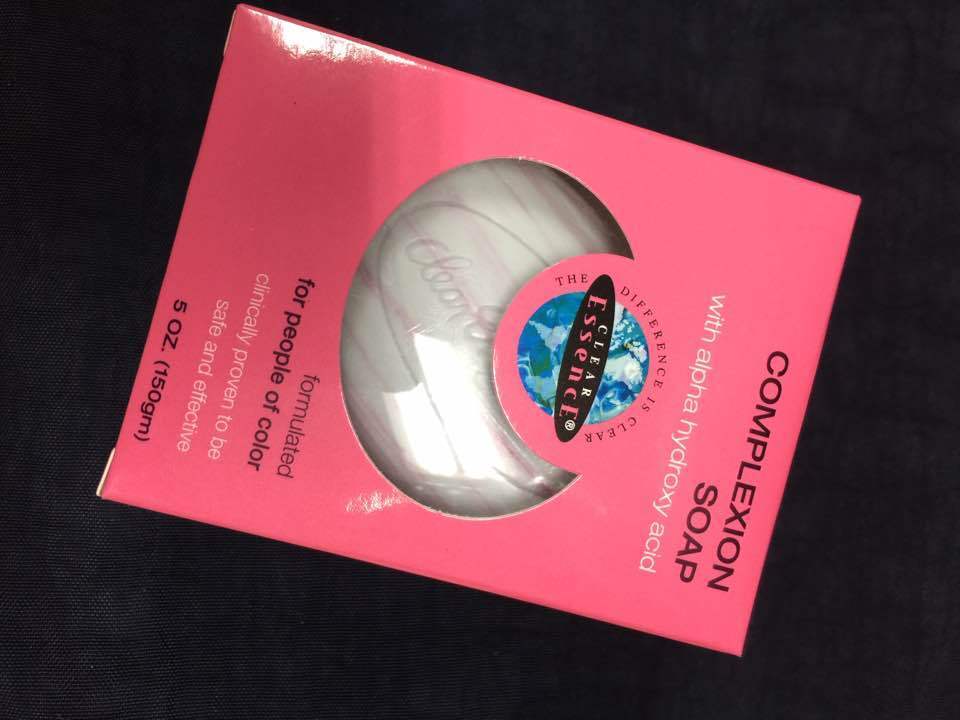 COMPLEXION
SOAP
with alpha hydroxy acid
THE DIFFERENCE IS CLEAR
CLEAR
EssencE®
formulated
for people of color
clinically proven to be
safe and effective
5 OZ. (150gm)